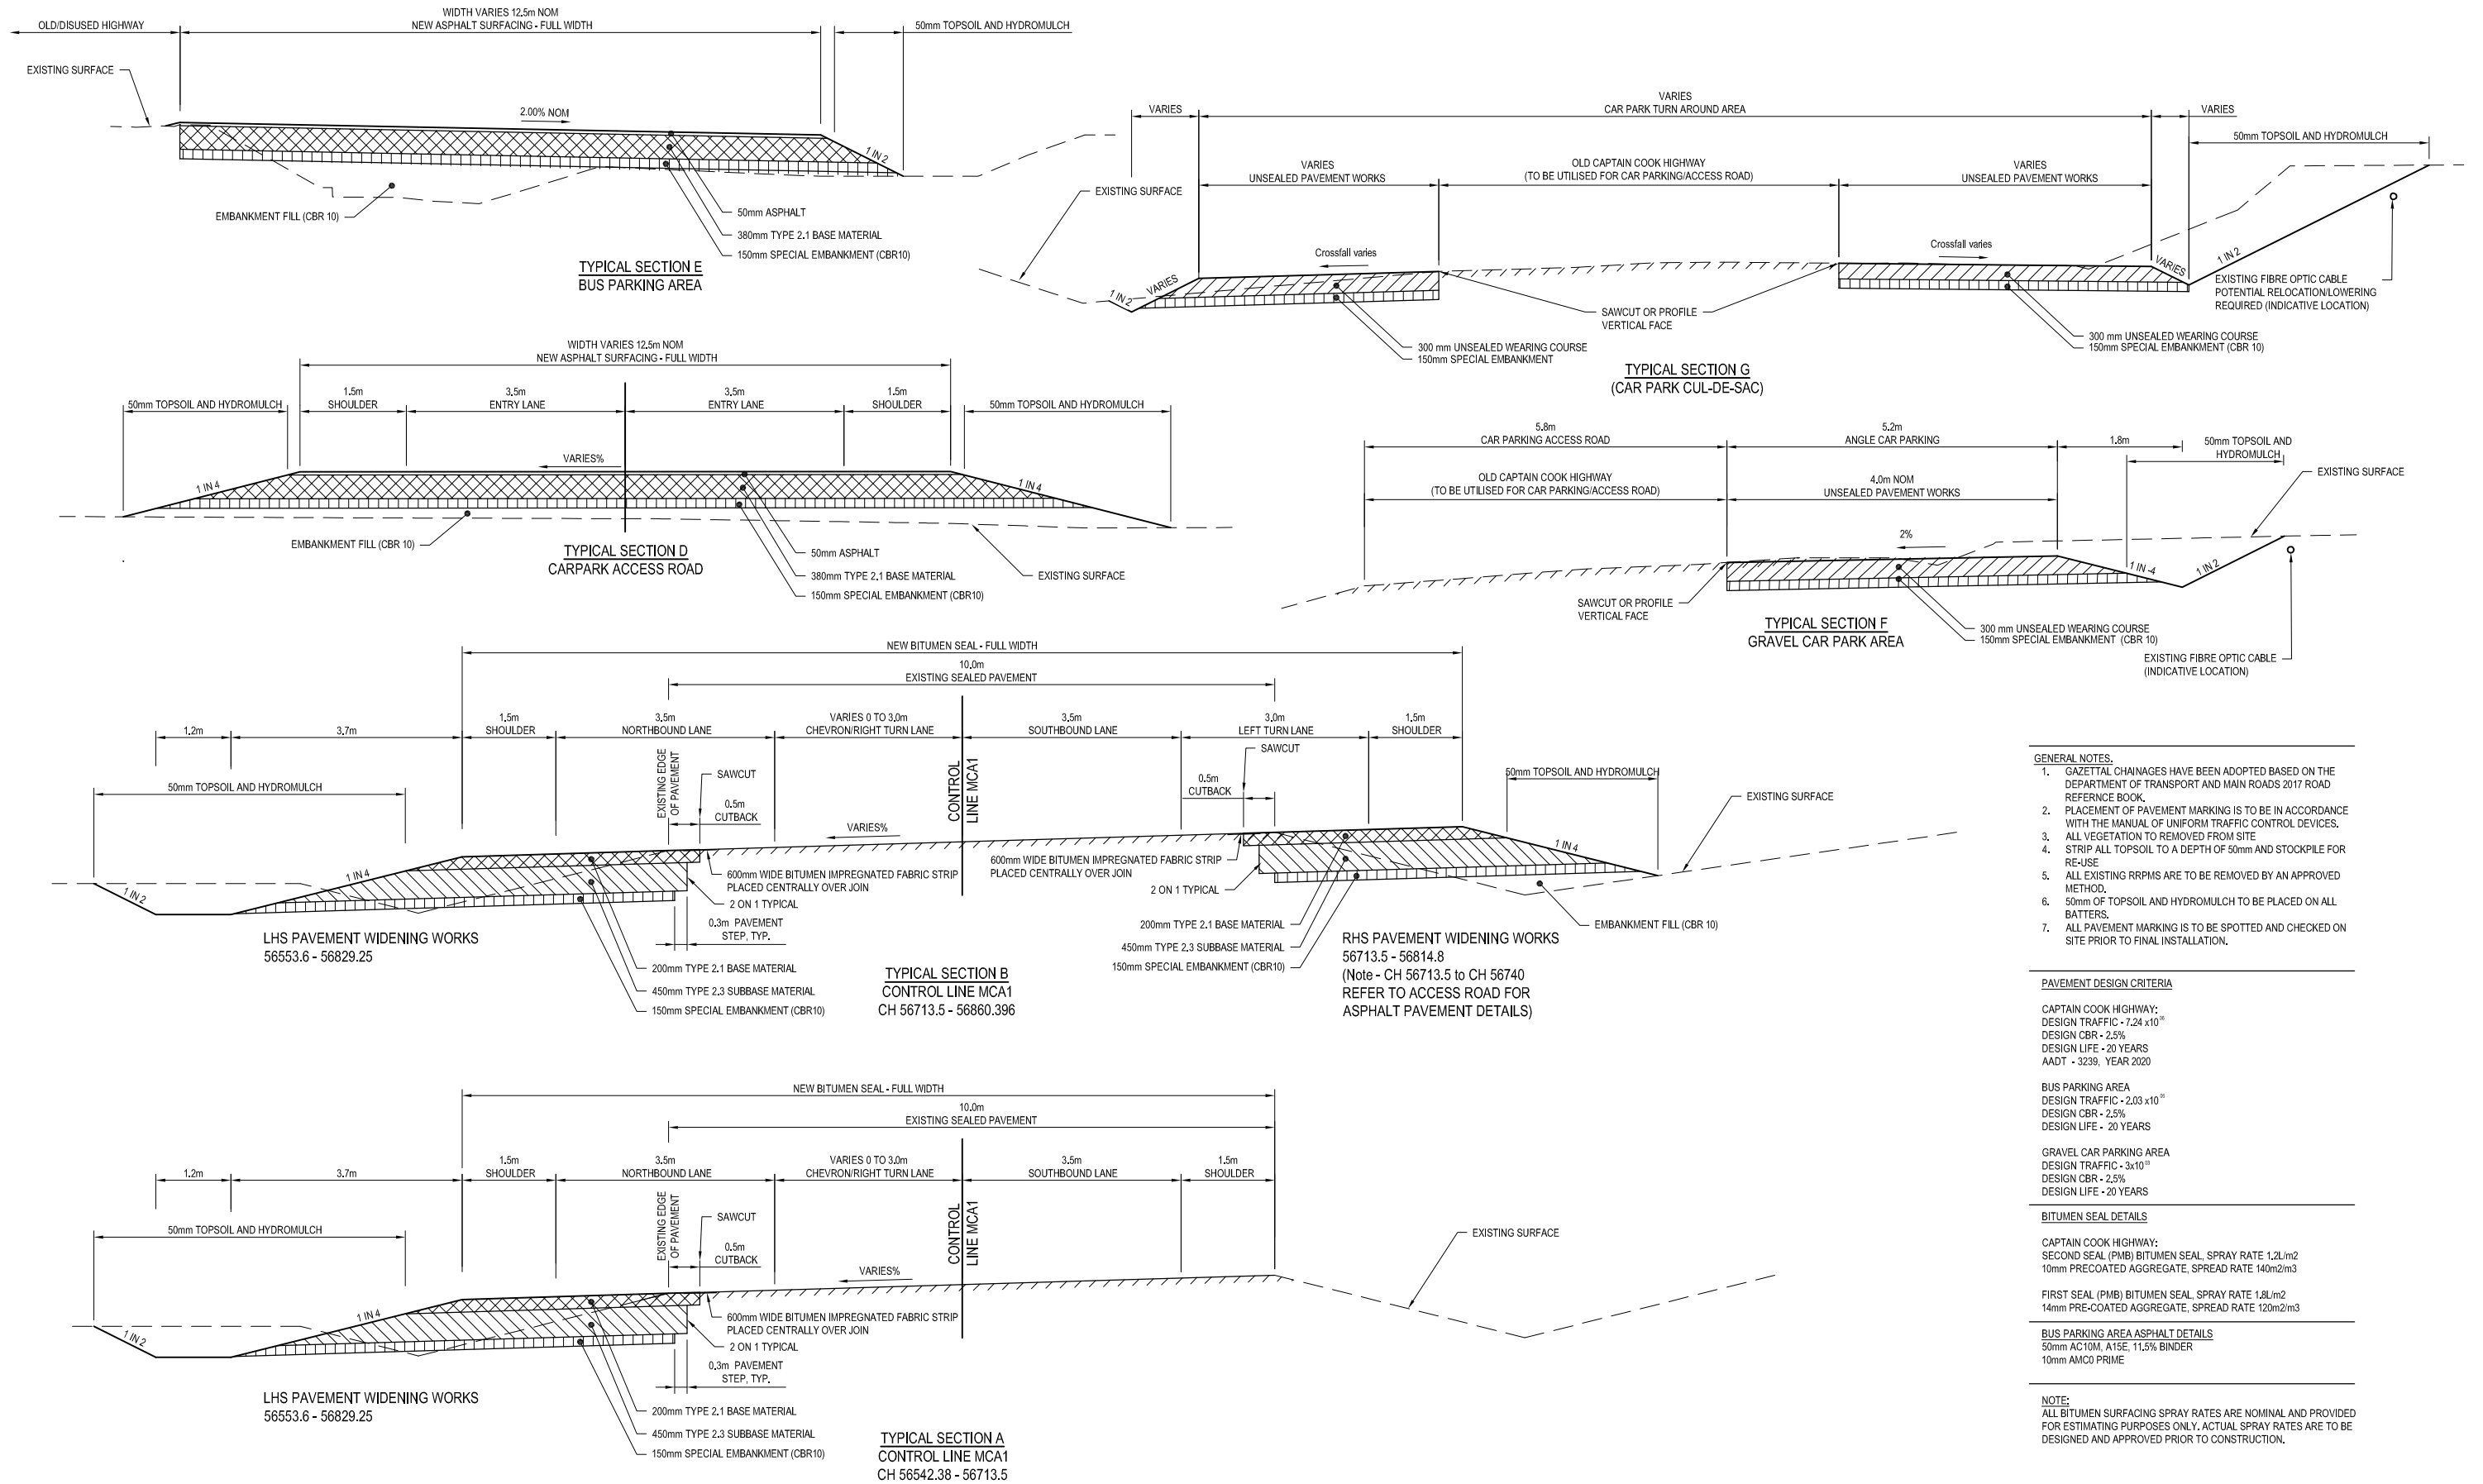 WIDTH VARIES 12.5m NOM
NEW ASPHALT SURFACING - FULL WIDTH
OLD/DISUSED HIGHWAY
50mm TOPSOIL AND HYDROMULCH
EXISTING SURFACE
2.00% NOM
1 IN 2
EMBANKMENT FILL (CBR 10)
50mm ASPHALT
380mm TYPE 2.1 BASE MATERIAL
150mm SPECIAL EMBANKMENT (CBR10)
TYPICAL SECTION E
BUS PARKING AREA
VARIES
VARIES
CAR PARK TURN AROUND AREA
VARIES
50mm TOPSOIL AND HYDROMULCH
VARIES
UNSEALED PAVEMENT WORKS
OLD CAPTAIN COOK HIGHWAY
(TO BE UTILISED FOR CAR PARKING/ACCESS ROAD)
VARIES
UNSEALED PAVEMENT WORKS
EXISTING SURFACE
Crossfall varies
Crossfall varies
1 IN 2
VARIES
VARIES
1 IN 2
EXISTING FIBRE OPTIC CABLE
POTENTIAL RELOCATION/LOWERING
REQUIRED (INDICATIVE LOCATION)
SAWCUT OR PROFILE
VERTICAL FACE
300 mm UNSEALED WEARING COURSE
150mm SPECIAL EMBANKMENT
300 mm UNSEALED WEARING COURSE
150mm SPECIAL EMBANKMENT (CBR 10)
TYPICAL SECTION G
(CAR PARK CUL-DE-SAC)
WIDTH VARIES 12.5m NOM
NEW ASPHALT SURFACING - FULL WIDTH
50mm TOPSOIL AND HYDROMULCH
1.5m
SHOULDER
3.5m
ENTRY LANE
3.5m
ENTRY LANE
1.5m
SHOULDER
50mm TOPSOIL AND HYDROMULCH
VARIES%
1 IN 4
1 IN 4
EMBANKMENT FILL (CBR 10)
50mm ASPHALT
380mm TYPE 2.1 BASE MATERIAL
150mm SPECIAL EMBANKMENT (CBR10)
EXISTING SURFACE
TYPICAL SECTION D
CARPARK ACCESS ROAD
5.8m
CAR PARKING ACCESS ROAD
5.2m
ANGLE CAR PARKING
1.8m
50mm TOPSOIL AND
HYDROMULCH
OLD CAPTAIN COOK HIGHWAY
(TO BE UTILISED FOR CAR PARKING/ACCESS ROAD)
4.0m NOM
UNSEALED PAVEMENT WORKS
EXISTING SURFACE
2%
1 IN -4
1 IN 2
SAWCUT OR PROFILE
VERTICAL FACE
300 mm UNSEALED WEARING COURSE
150mm SPECIAL EMBANKMENT (CBR 10)
TYPICAL SECTION F
GRAVEL CAR PARK AREA
EXISTING FIBRE OPTIC CABLE
(INDICATIVE LOCATION)
NEW BITUMEN SEAL - FULL WIDTH
10.0m
EXISTING SEALED PAVEMENT
1.2m
3.7m
1.5m
SHOULDER
3.5m
NORTHBOUND LANE
VARIES 0 TO 3.0m
CHEVRON/RIGHT TURN LANE
3.5m
SOUTHBOUND LANE
3.0m
LEFT TURN LANE
1.5m
SHOULDER
50mm TOPSOIL AND HYDROMULCH
EXISTING EDGE
OF PAVEMENT
SAWCUT
0.5m
CUTBACK
CONTROL
LINE MCA1
VARIES%
SAWCUT
0.5m
CUTBACK
50mm TOPSOIL AND HYDROMULCH
EXISTING SURFACE
1 IN 2
1 IN 4
1 IN 4
600mm WIDE BITUMEN IMPREGNATED FABRIC STRIP
PLACED CENTRALLY OVER JOIN
2 ON 1 TYPICAL
0.3m PAVEMENT
STEP, TYP.
600mm WIDE BITUMEN IMPREGNATED FABRIC STRIP
PLACED CENTRALLY OVER JOIN
2 ON 1 TYPICAL
200mm TYPE 2.1 BASE MATERIAL
450mm TYPE 2.3 SUBBASE MATERIAL
150mm SPECIAL EMBANKMENT (CBR10)
EMBANKMENT FILL (CBR 10)
LHS PAVEMENT WIDENING WORKS
56553.6 - 56829.25
200mm TYPE 2.1 BASE MATERIAL
450mm TYPE 2.3 SUBBASE MATERIAL
150mm SPECIAL EMBANKMENT (CBR10)
TYPICAL SECTION B
CONTROL LINE MCA1
CH 56713.5 - 56860.396
RHS PAVEMENT WIDENING WORKS
56713.5 - 56814.8
(Note - CH 56713.5 to CH 56740
REFER TO ACCESS ROAD FOR
ASPHALT PAVEMENT DETAILS)
NEW BITUMEN SEAL - FULL WIDTH
10.0m
EXISTING SEALED PAVEMENT
1.2m
3.7m
1.5m
SHOULDER
3.5m
NORTHBOUND LANE
VARIES 0 TO 3.0m
CHEVRON/RIGHT TURN LANE
3.5m
SOUTHBOUND LANE
1.5m
SHOULDER
50mm TOPSOIL AND HYDROMULCH
EXISTING EDGE
OF PAVEMENT
SAWCUT
0.5m
CUTBACK
CONTROL
LINE MCA1
VARIES%
EXISTING SURFACE
1 IN 2
1 IN 4
600mm WIDE BITUMEN IMPREGNATED FABRIC STRIP
PLACED CENTRALLY OVER JOIN
2 ON 1 TYPICAL
0.3m PAVEMENT
STEP, TYP.
LHS PAVEMENT WIDENING WORKS
56553.6 - 56829.25
200mm TYPE 2.1 BASE MATERIAL
450mm TYPE 2.3 SUBBASE MATERIAL
150mm SPECIAL EMBANKMENT (CBR10)
TYPICAL SECTION A
CONTROL LINE MCA1
CH 56542.38 - 56713.5
GENERAL NOTES.
1. GAZETTAL CHAINAGES HAVE BEEN ADOPTED BASED ON THE
DEPARTMENT OF TRANSPORT AND MAIN ROADS 2017 ROAD
REFERNCE BOOK.
2. PLACEMENT OF PAVEMENT MARKING IS TO BE IN ACCORDANCE
WITH THE MANUAL OF UNIFORM TRAFFIC CONTROL DEVICES.
3. ALL VEGETATION TO REMOVED FROM SITE
4. STRIP ALL TOPSOIL TO A DEPTH OF 50mm AND STOCKPILE FOR
RE-USE
5. ALL EXISTING RRPMS ARE TO BE REMOVED BY AN APPROVED
METHOD.
6. 50mm OF TOPSOIL AND HYDROMULCH TO BE PLACED ON ALL
BATTERS.
7. ALL PAVEMENT MARKING IS TO BE SPOTTED AND CHECKED ON
SITE PRIOR TO FINAL INSTALLATION.
PAVEMENT DESIGN CRITERIA
CAPTAIN COOK HIGHWAY:
DESIGN TRAFFIC - 7.24 x10
DESIGN CBR - 2.5%
DESIGN LIFE - 20 YEARS
AADT - 3239, YEAR 2020
BUS PARKING AREA
DESIGN TRAFFIC - 2.03 x10
DESIGN CBR - 2.5%
DESIGN LIFE - 20 YEARS
GRAVEL CAR PARKING AREA
DESIGN TRAFFIC - 3x10
DESIGN CBR - 2.5%
DESIGN LIFE - 20 YEARS
BITUMEN SEAL DETAILS
CAPTAIN COOK HIGHWAY:
SECOND SEAL (PMB) BITUMEN SEAL, SPRAY RATE 1.2L/m2
10mm PRECOATED AGGREGATE, SPREAD RATE 140m2/m3
FIRST SEAL (PMB) BITUMEN SEAL, SPRAY RATE 1.8L/m2
14mm PRE-COATED AGGREGATE, SPREAD RATE 120m2/m3
BUS PARKING AREA ASPHALT DETAILS
50mm AC10M, A15E, 11.5% BINDER
10mm AMC0 PRIME
NOTE:
ALL BITUMEN SURFACING SPRAY RATES ARE NOMINAL AND PROVIDED
FOR ESTIMATING PURPOSES ONLY. ACTUAL SPRAY RATES ARE TO BE
DESIGNED AND APPROVED PRIOR TO CONSTRUCTION.